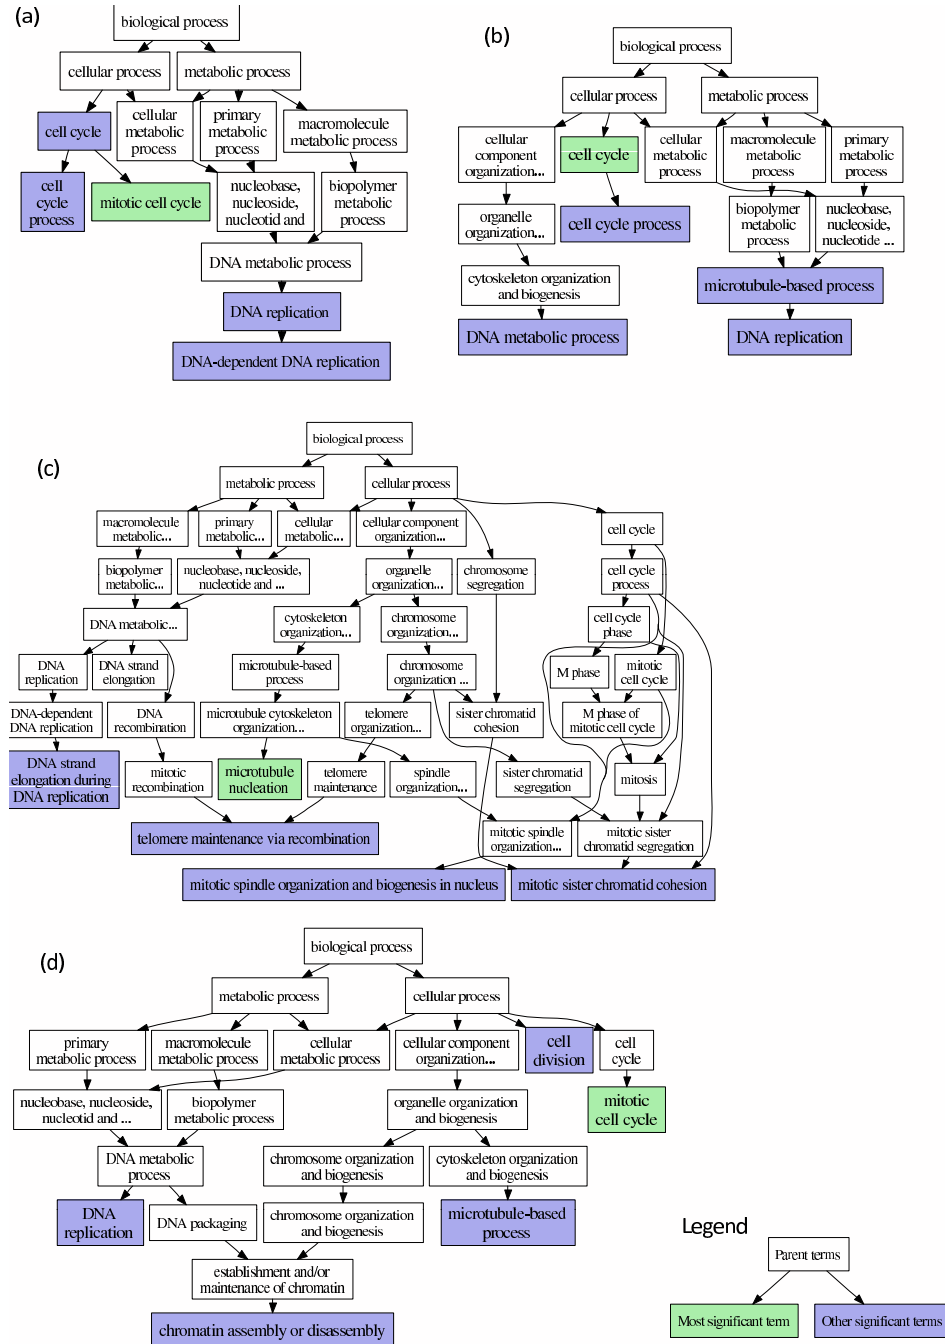 (a)
biological process
cellular process
metabolic process
cell cycle
cellular
metabolic
process
primary
metabolic
process
macromolecule
metabolic process
cell
cycle
process
mitotic cell cycle
nucleobase,
nucleoside,
nucleotid and
biopolymer
metabolic
process
DNA metabolic process
DNA replication
DNA-dependent DNA replication
(b)
biological process
cellular process
metabolic process
cellular
component
organization...
cell cycle
cellular
metabolic
process
macromolecule
metabolic
process
primary
metabolic
process
organelle
organization...
cell cycle process
biopolymer
metabolic
process
nucleobase,
nucleoside,
nucleotide ...
cytoskeleton organization
and biogenesis
microtubule-based process
DNA metabolic process
DNA replication
(c)
biological process
metabolic process
cellular process
macromolecule
metabolic...
primary
metabolic...
cellular
metabolic...
cellular component
organization...
cell cycle
biopolymer
metabolic...
nucleobase, nucleoside,
nucleotide and ...
organelle
organization...
chromosome
segregation
cell cycle
process
DNA metabolic...
cytoskeleton
organization...
chromosome
organization...
cell cycle
phase
DNA
replication
DNA strand
elongation
microtubule-based
process
chromosome
organization ...
M phase
mitotic
cell cycle
DNA-dependent
DNA replication
DNA
recombination
microtubule cytoskeleton
organization...
telomere
organization...
sister chromatid
cohesion
M phase of
mitotic cell cycle
DNA strand
elongation during
DNA replication
mitotic
recombination
microtubule
nucleation
telomere
maintenance
spindle
organization...
sister chromatid
segregation
mitosis
telomere maintenance via recombination
mitotic spindle
organization...
mitotic sister
chromatid segregation
mitotic spindle organization and biogenesis in nucleus
mitotic sister chromatid cohesion
(d)
biological process
metabolic process
cellular process
primary
metabolic process
macromolecule
metabolic process
cellular
metabolic process
cellular component
organization...
cell
division
cell
cycle
nucleobase, nucleoside,
nucleotid and ...
biopolymer
metabolic process
organelle organization
and biogenesis
mitotic
cell cycle
DNA metabolic
process
chromosome organization
and biogenesis
cytoskeleton organization
and biogenesis
DNA
replication
DNA packaging
chromosome organization
and biogenesis
microtubule-based
process
establishment and/or
maintenance of chromatin
chromatin assembly or disassembly
Legend
Parent terms
Most significant term
Other significant terms